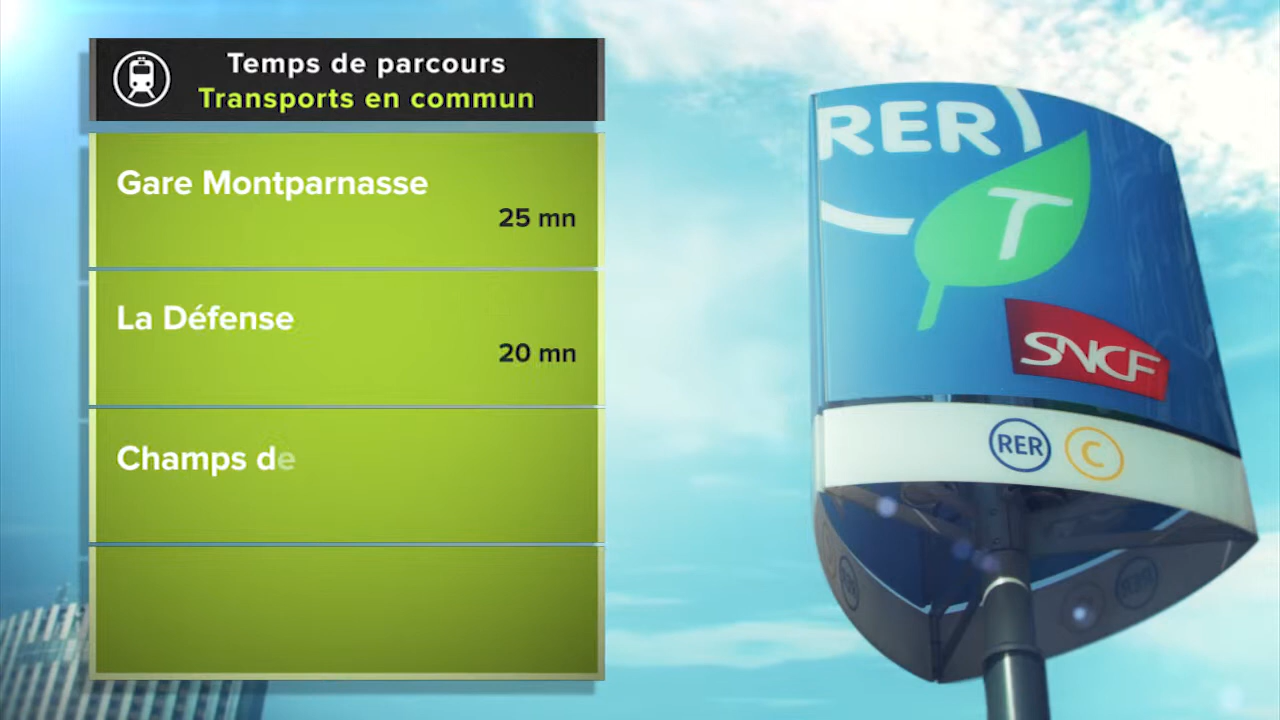 Temps de parcours
Transports en commun
Gare Montparnasse
25 mn
La Défense
20 mn
Champs de
RER
T
SNCF
RER C
RER